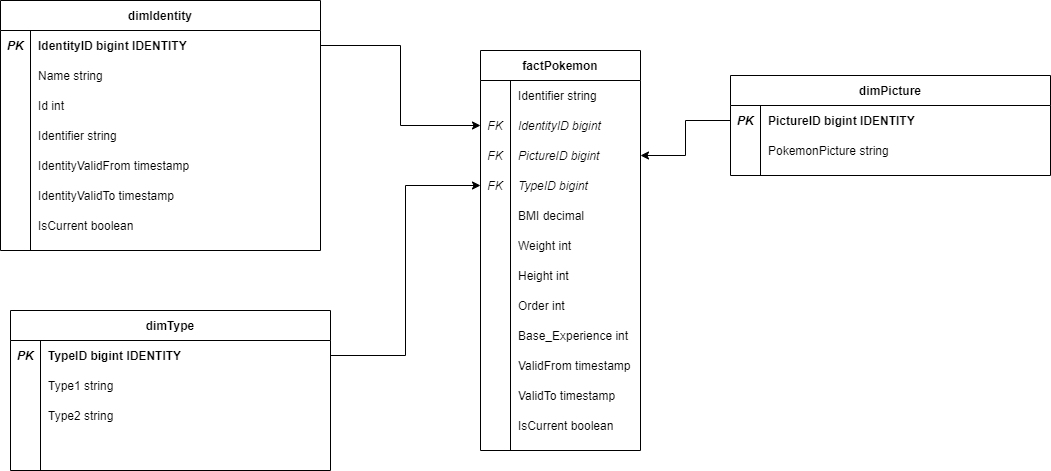 dimIdentity
PK IdentityID bigint IDENTITY
Name string
Id int
Identifier string
IdentityValidFrom timestamp
IdentityValidTo timestamp
IsCurrent boolean
dimType
PK TypeID bigint IDENTITY
Type1 string
Type2 string
factPokemon
Identifier string
FK IdentityID bigint
FK PictureID bigint
FK TypeID bigint
BMI decimal
Weight int
Height int
Order int
Base_Experience int
ValidFrom timestamp
ValidTo timestamp
IsCurrent boolean
dimPicture
PK PictureID bigint IDENTITY
PokemonPicture string